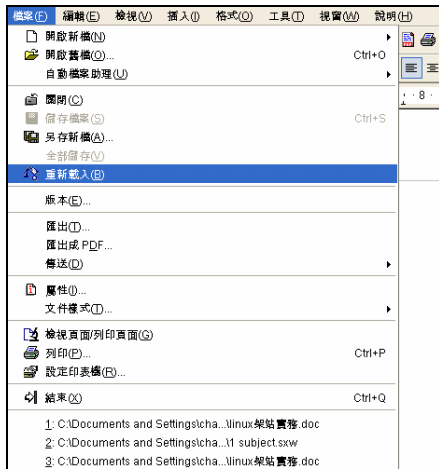 檔案(F) 編輯(E) 檢視(V) 插入(I) 格式(O) 工具(T) 視窗(W) 說明(H)
開啟新檔(N)
開啟舊檔(O)... Ctrl+O
自動檔案助理(U)
關閉(C)
儲存檔案(S) Ctrl+S
另存新檔(A)...
全部儲存(V)
重新載入(B)
版本(E)...
匯出(T)...
匯出成 PDF...
傳送(D)
屬性(I)...
文件樣式(T)...
檢視頁面/列印頁面(G)
列印(P)... Ctrl+P
設定印表機(R)...
結束(X) Ctrl+Q
1: C:\Documents and Settings\cha...\linux架站實務.doc
2: C:\Documents and Settings\cha...\1 subject.sxw
3: C:\Documents and Settings\cha...\linux架站實務.doc
8